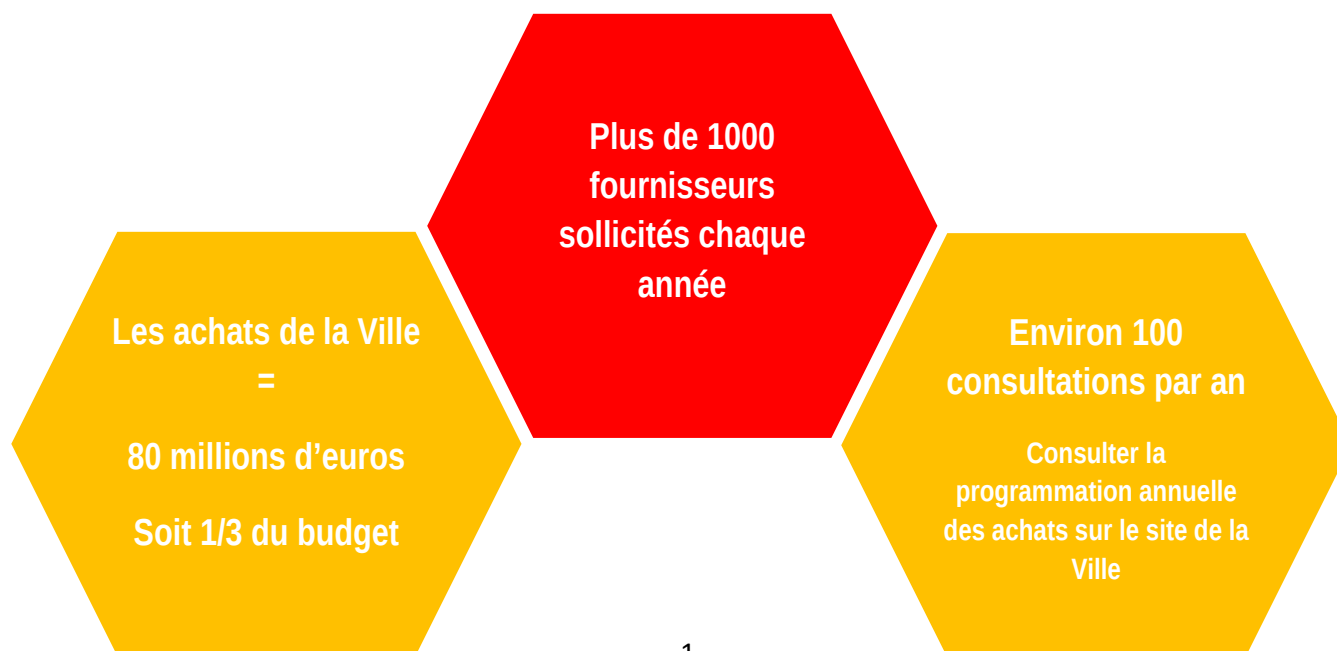 Plus de 1000
fournisseurs
sollicités chaque
année
Les achats de la Ville
=
80 millions d’euros
Soit 1/3 du budget
Environ 100
consultations par an
Consulter la
programmation annuelle
des achats sur le site de la
Ville
1